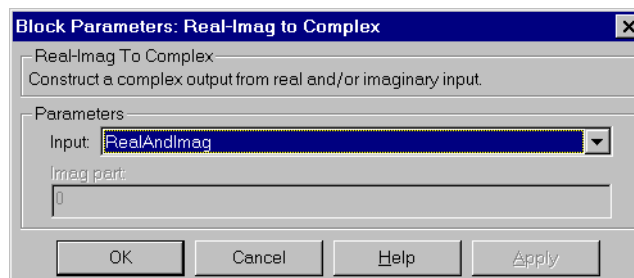 Block Parameters: Real-Imag to Complex
Real-Imag To Complex
Construct a complex output from real and/or imaginary input.
Parameters
Input: RealAndImag
Imag part:
0
OK Cancel Help Apply